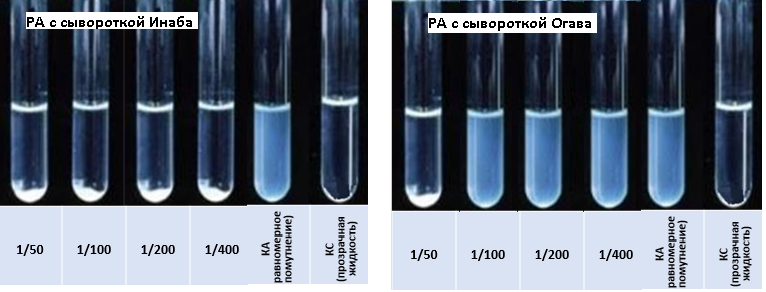 РА с сывороткой Инаба
1/50
1/100
1/200
1/400
КА
равномерное
помутнение)
КС
(прозрачная
жидкость)
РА с сывороткой Огава
1/50
1/100
1/200
1/400
КА
равномерное
помутнение)
КС
(прозрачная
жидкость)